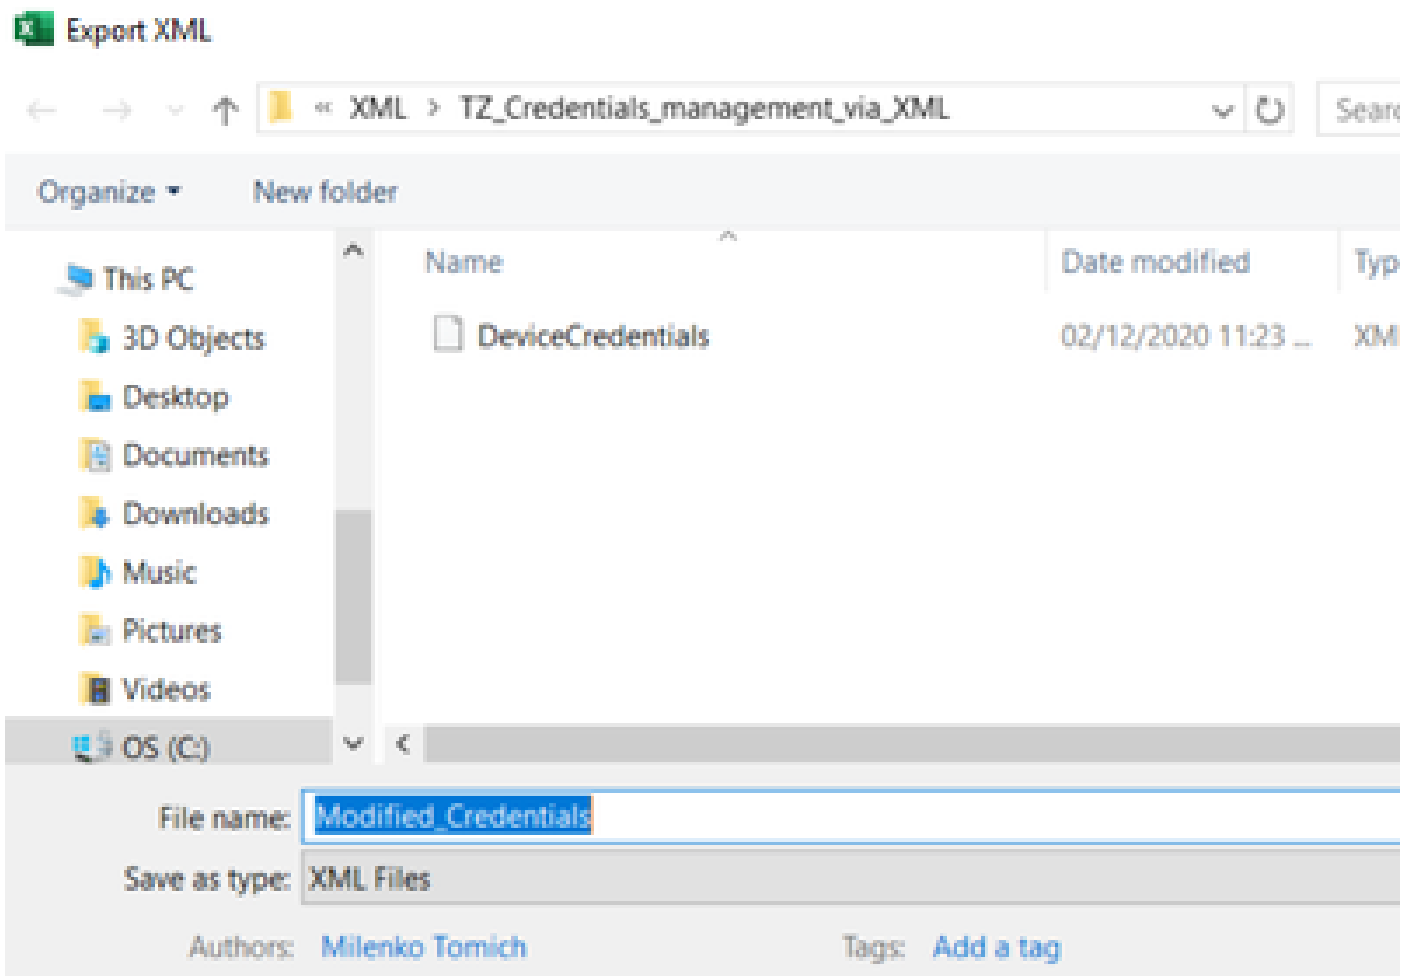 Export XML
« XML > TZ_Credentials_management_via_XML
Organize
New folder
Name
Date modified
This PC
3D Objects
DeviceCredentials
02/12/2020 11:23 ...
XM
Desktop
Documents
Downloads
Music
Pictures
Videos
OS (C:)
File name: Modified_Credentials
Save as type: XML Files
Authors: Milenko Tomich
Tags: Add a tag